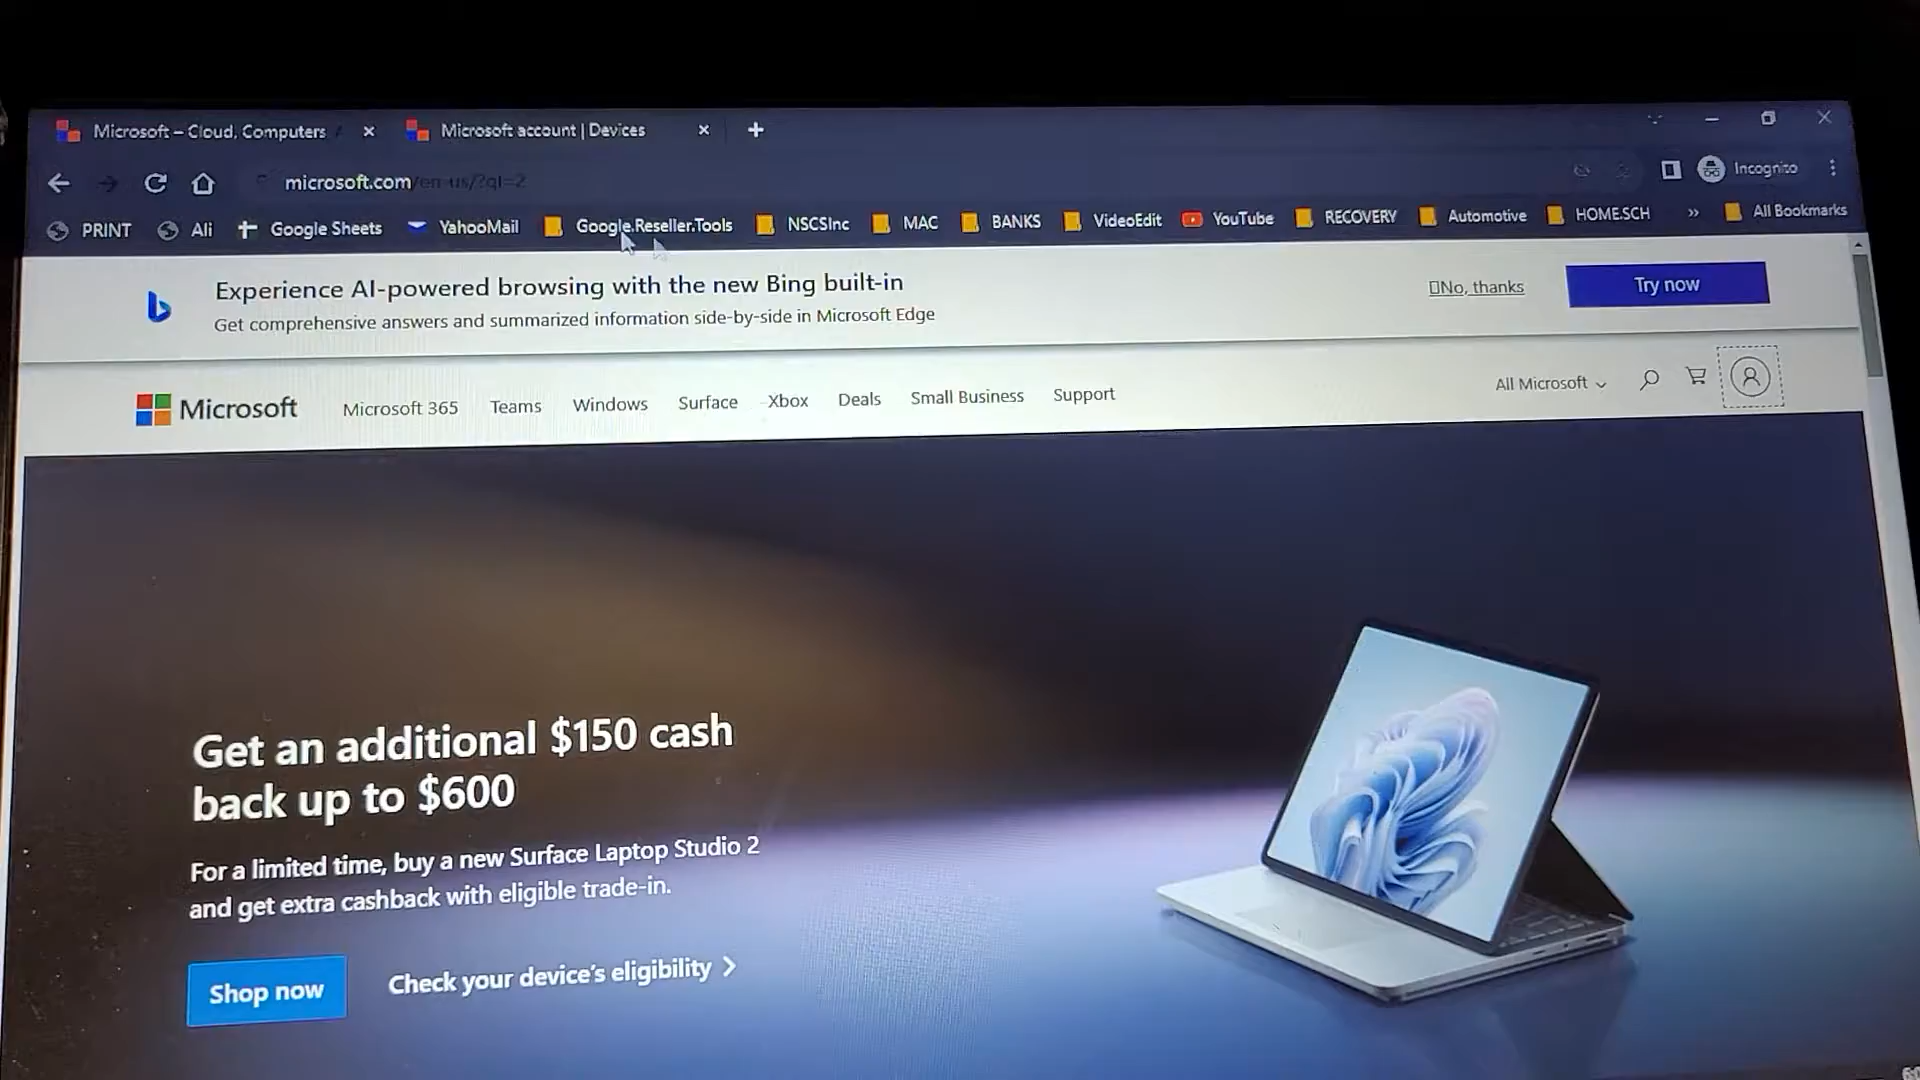 Microsoft – Cloud, Computers
Microsoft account | Devices
microsoft.com/en-us/?ql=2
Incognito
PRINT
Ali
Google Sheets
YahooMail
Google.Reseller.Tools
NSCSInc
MAC
BANKS
VideoEdit
YouTube
RECOVERY
Automotive
HOME.SCH
»
All Bookmarks
Experience AI-powered browsing with the new Bing built-in
Get comprehensive answers and summarized information side-by-side in Microsoft Edge
No, thanks
Try now
Microsoft
Microsoft 365
Teams
Windows
Surface
Xbox
Deals
Small Business
Support
All Microsoft
Get an additional $150 cash
back up to $600
For a limited time, buy a new Surface Laptop Studio 2
and get extra cashback with eligible trade-in.
Shop now
Check your device's eligibility